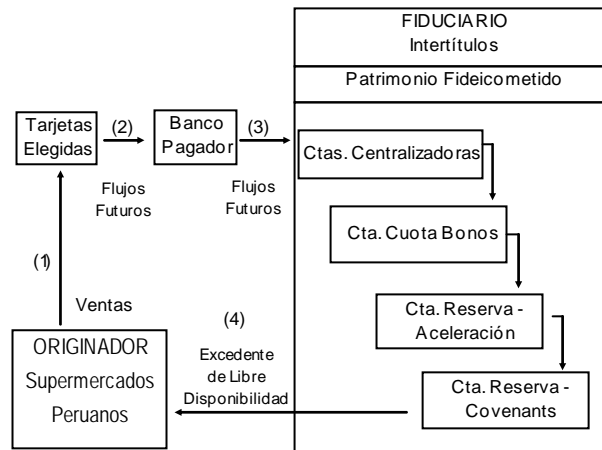 FIDUCIARIO
Intertítulos
Patrimonio Fideicometido
Tarjetas
Elegidas
(2)
Banco
Pagador
(3)
Flujos
Futuros
Flujos
Futuros
Ctas. Centralizadoras
Cta. Cuota Bonos
Cta. Reserva -
Aceleración
Cta. Reserva -
Covenants
(1)
Ventas
(4)
Excedente
de Libre
Disponibilidad
ORIGINADOR
Supermercados
Peruanos